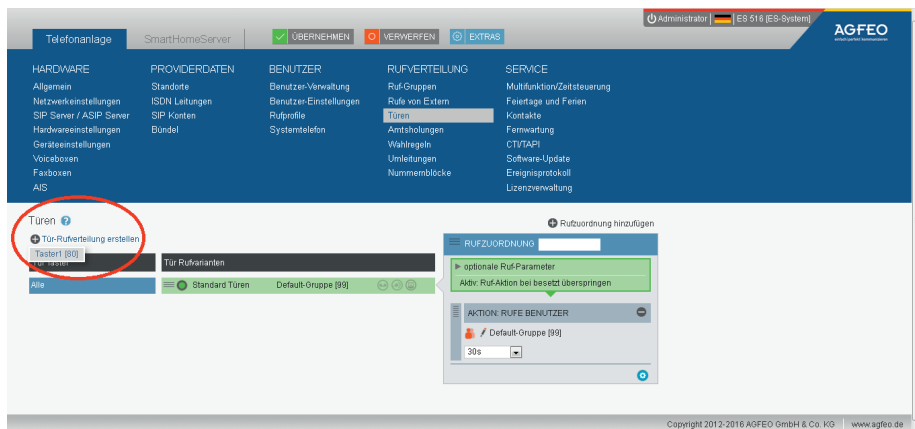 Administrator | ES 516 [ES-System]
AGFEO
Telefonanlage SmartHomeServer ÜBERNEHMEN VERWERFEN EXTRAS
HARDWARE PROVIDERDATEN BENUTZER RUFVERTEILUNG SERVICE
Allgemein Standorte Benutzer-Verwaltung Ruf-Gruppen Multifunktion/Zeitsteuerung
Netzwerkeinstellungen ISDN Leitungen Benutzer-Einstellungen Rufe von Extern Feiertage und Ferien
SIP Server / ASIP Server SIP Konten Rufprofile Türen Kontakte
Hardwareeinstellungen Bündel Systemtelefon Amtsholungen Fernwartung
Geräteeinstellungen Wahlregeln CTI/TAPI
Voiceboxen Umleitungen Software-Update
Faxboxen Nummernblöcke Ereignisprotokoll
AIS Lizenzverwaltung
Türen ? Rufzuordnung hinzufügen
Tür-Rufverteilung erstellen
RUFZUORDNUNG
Taster1 [80]
Tür Rufvarianten
optionale Ruf-Parameter
Alle Standard Türen Default-Gruppe [99] Aktiv: Ruf-Aktion bei besetzt überspringen
AKTION: RUFE BENUTZER
Default-Gruppe [99]
30s
Copyright 2012-2016 AGFEO GmbH & Co. KG www.agfeo.de